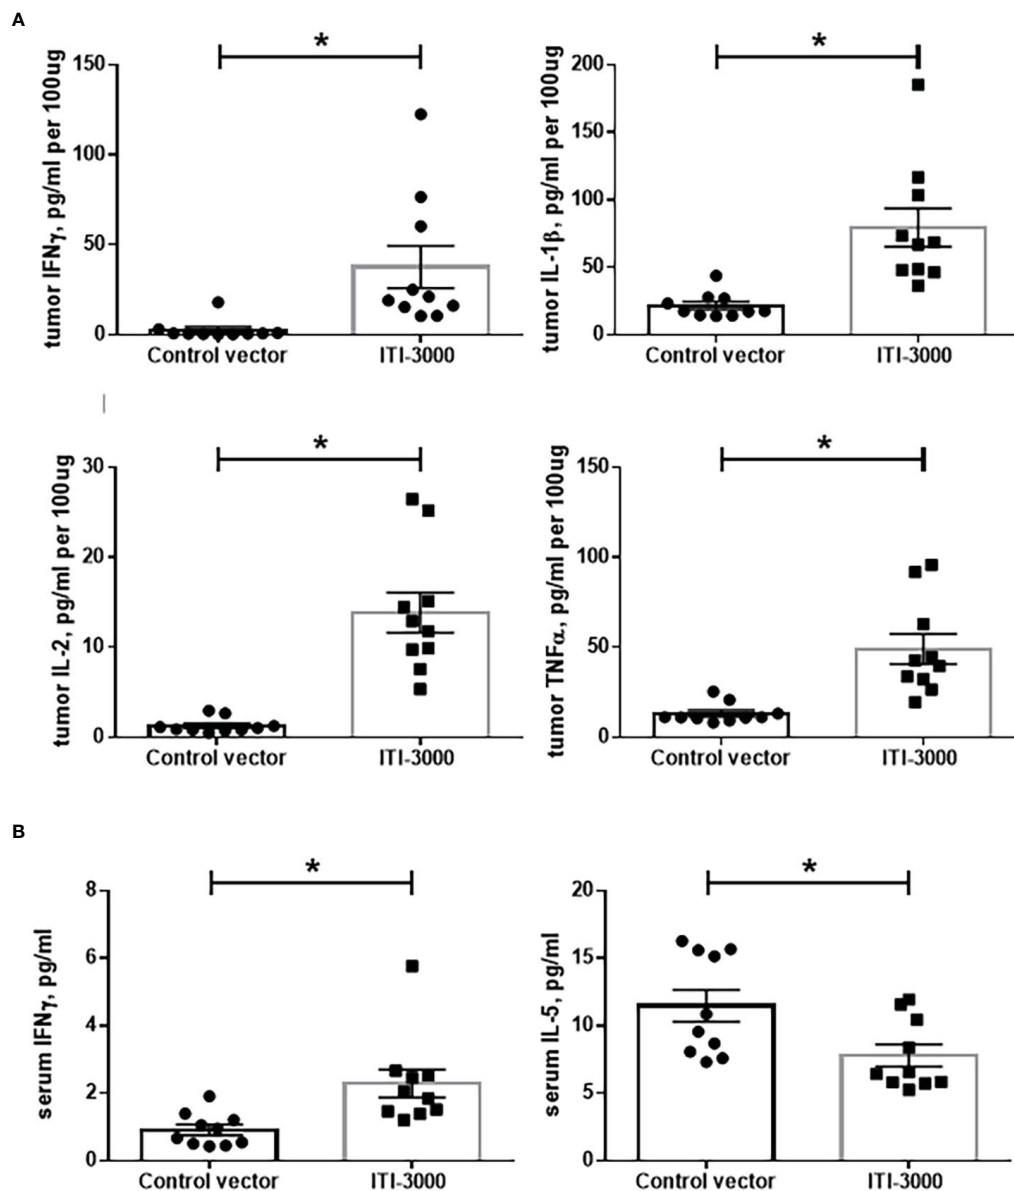 A
*
*
tumor IFNγ, pg/ml per 100ug
150
100
50
0
Control vector
ITI-3000
tumor IL-1β, pg/ml per 100ug
200
150
100
50
0
Control vector
ITI-3000
*
*
tumor IL-2, pg/ml per 100ug
30
20
10
0
Control vector
ITI-3000
tumor TNFα, pg/ml per 100ug
150
100
50
0
Control vector
ITI-3000
B
*
*
serum IFNγ, pg/ml
8
6
4
2
0
Control vector
ITI-3000
serum IL-5, pg/ml
20
15
10
5
0
Control vector
ITI-3000